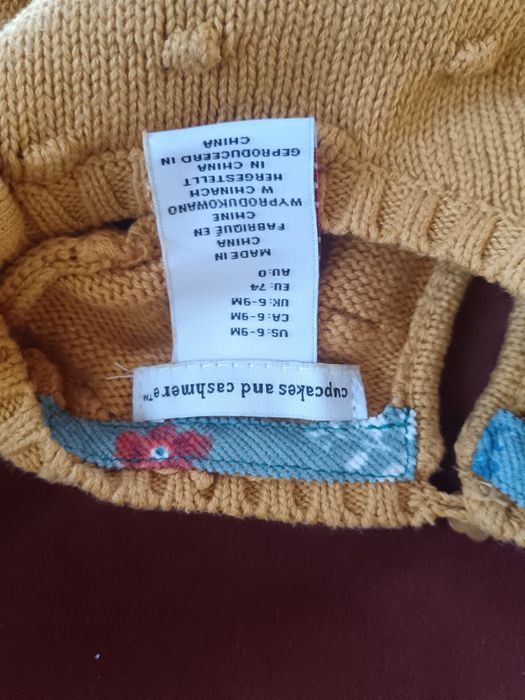 cupcakes and cashmere™
US: 6-9M
CA: 6-9M
UK: 6-9M
EU: 74
AU:0
MADE IN
CHINA
FABRIQUÉ EN
CHINE
WYPRODUKOWANO
W CHINACH
HERGESTELLT
IN CHINA
GEPRODUCEERD IN
CHINA